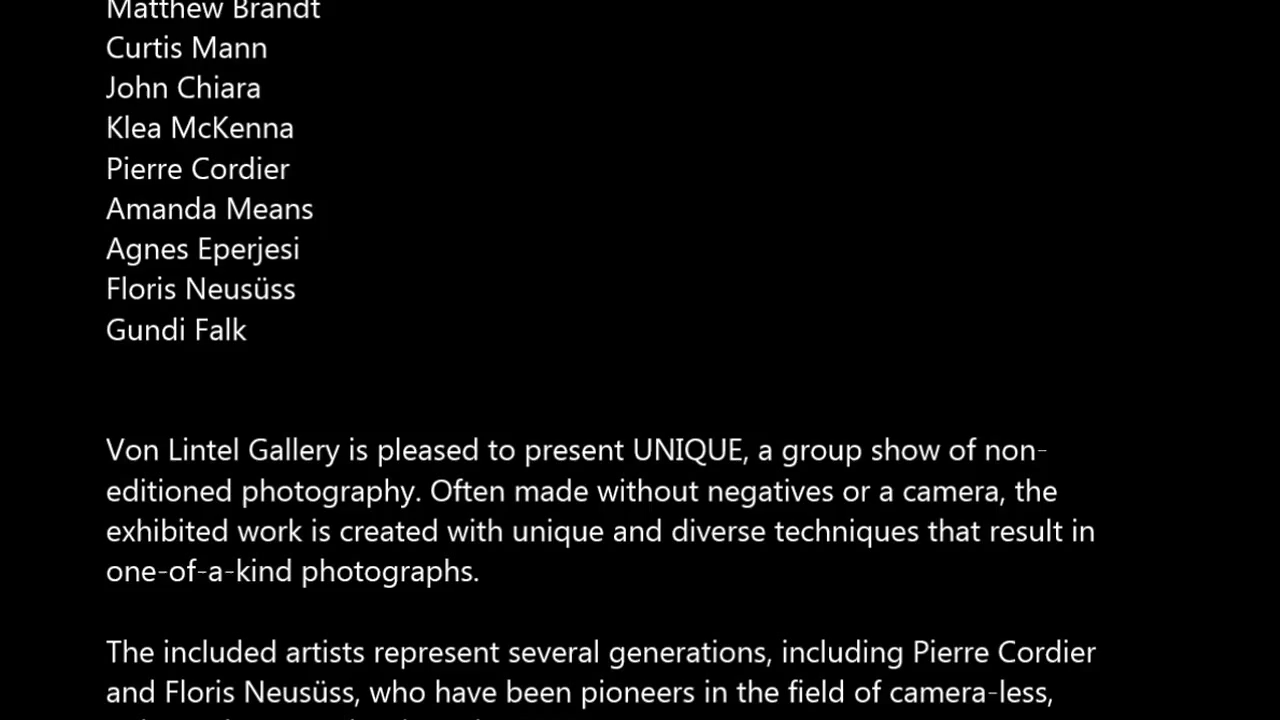 Matthew Brandt
Curtis Mann
John Chiara
Klea McKenna
Pierre Cordier
Amanda Means
Agnes Eperjesi
Floris Neusüss
Gundi Falk
Von Lintel Gallery is pleased to present UNIQUE, a group show of non-
editioned photography. Often made without negatives or a camera, the
exhibited work is created with unique and diverse techniques that result in
one-of-a-kind photographs.
The included artists represent several generations, including Pierre Cordier
and Floris Neusüss, who have been pioneers in the field of camera-less,